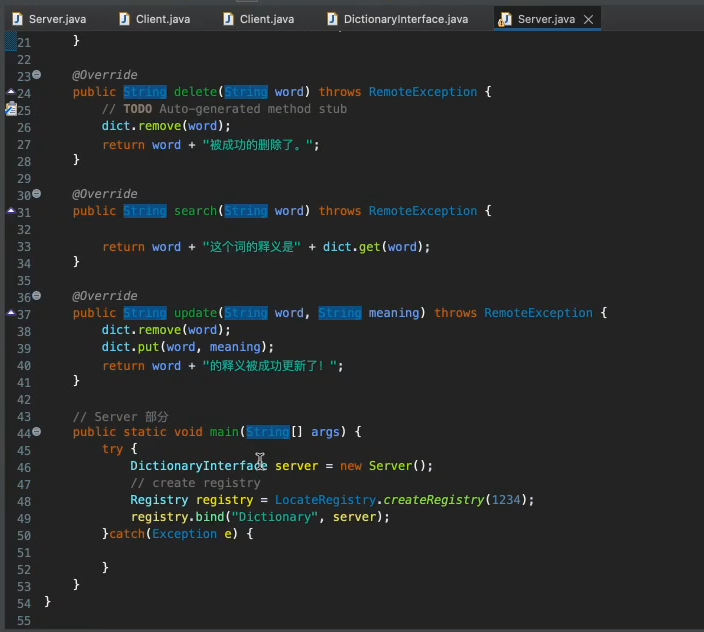 Server.java Client.java Client.java DictionaryInterface.java Server.java
21 }
22
23 @Override
24 public String delete(String word) throws RemoteException {
25 // TODO Auto-generated method stub
26 dict.remove(word);
27 return word + "被成功的删除了。";
28 }
29
30 @Override
31 public String search(String word) throws RemoteException {
32
33 return word + "这个词的释义是" + dict.get(word);
34 }
35
36 @Override
37 public String update(String word, String meaning) throws RemoteException {
38 dict.remove(word);
39 dict.put(word, meaning);
40 return word + "的释义被成功更新了！";
41 }
42
43 // Server 部分
44 public static void main(String[] args) {
45 try {
46 DictionaryInterface server = new Server();
47 // create registry
48 Registry registry = LocateRegistry.createRegistry(1234);
49 registry.bind("Dictionary", server);
50 }catch(Exception e) {
51
52 }
53 }
54 }
55